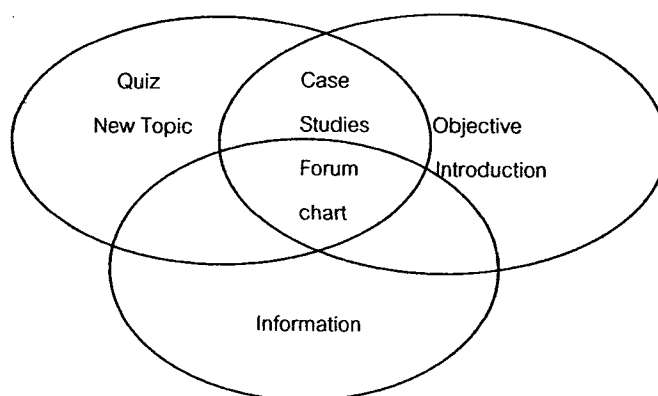 Quiz
New Topic
Case
Studies
Forum
chart
Objective
Introduction
Information